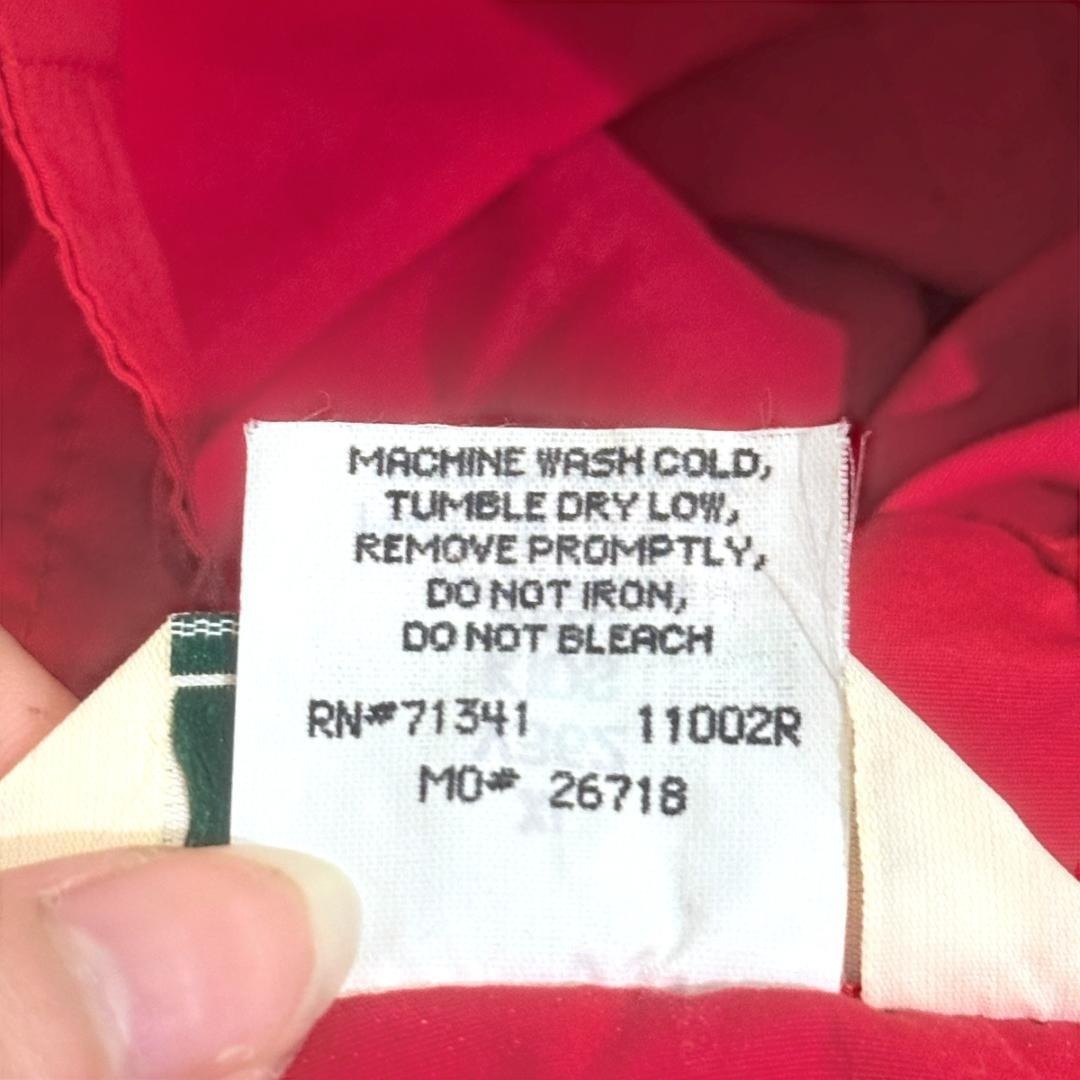 MACHINE WASH COLD,
TUMBLE DRY LOW,
REMOVE PROMPTLY,
DO NOT IRON,
DO NOT BLEACH
RN#71341 11002R
MO# 26718